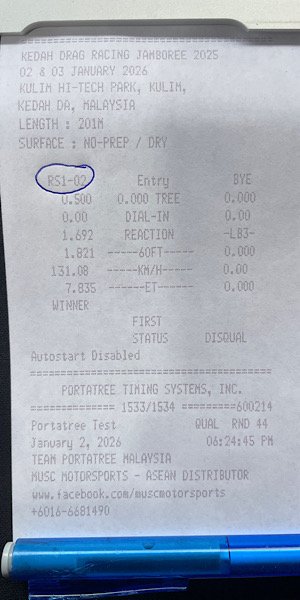 KEDAH DRAG RACING JAMBOREE 2025
02 & 03 JANUARY 2026
KULIM HI-TECH PARK, KULIM,
KEDAH DA, MALAYSIA
LENGTH : 201M
SURFACE : NO-PREP / DRY
RS1-02 Entry BYE
0.500 0.000 TREE 0.000
0.00 DIAL-IN 0.00
1.692 REACTION -LB3-
1.821 -----60FT----- 0.000
131.08 -----KM/H----- 0.00
7.835 ------ET------ 0.000
WINNER
FIRST
STATUS DISQUAL
Autostart Disabled
========================================
PORTATREE TIMING SYSTEMS, INC.
============= 1533/1534 =========600214
Portatree Test QUAL RND 44
January 2, 2026 06:24:45 PM
TEAM PORTATREE MALAYSIA
MUSC MOTORSPORTS - ASEAN DISTRIBUTOR
www.facebook.com/muscmotorsports
+6016-6681490